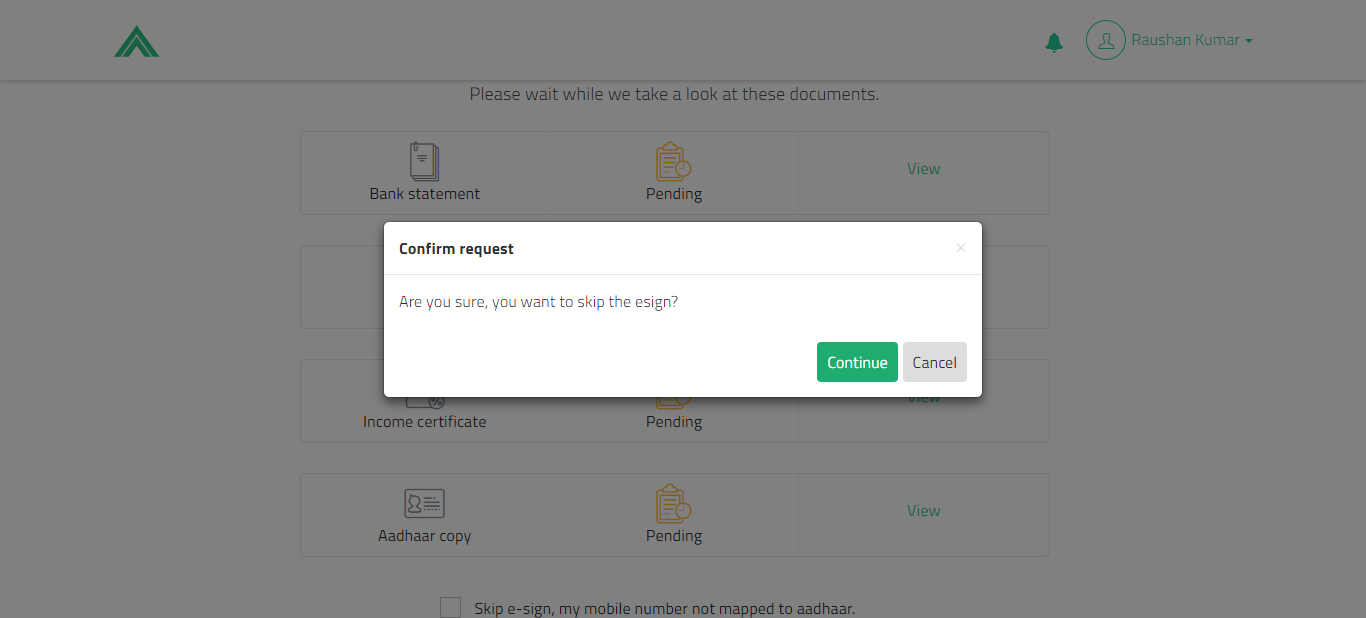 Raushan Kumar
Please wait while we take a look at these documents.
Bank statement
Pending
View
Confirm request
×
Are you sure, you want to skip the esign?
Continue
Cancel
View
Income certificate
Pending
Aadhaar copy
Pending
View
Skip e-sign, my mobile number not mapped to aadhaar.